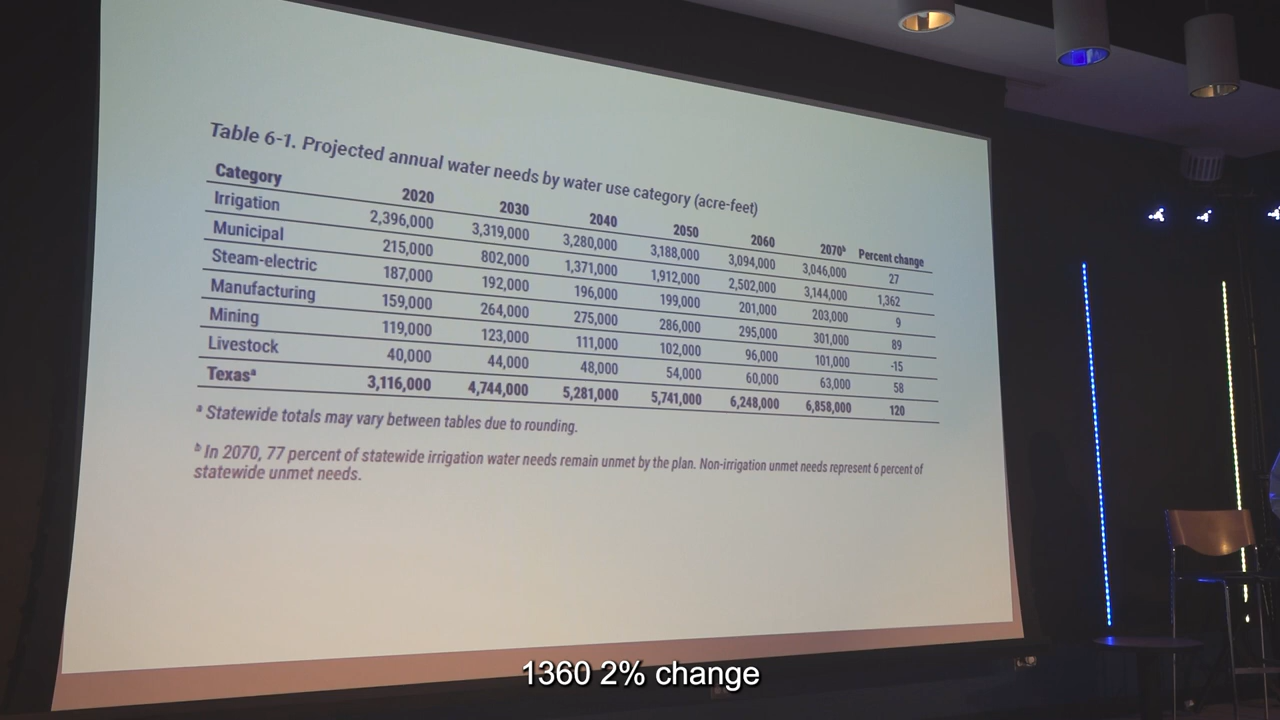 Table 6-1. Projected annual water needs by water use category (acre-feet)
Category 2020 2030 2040 2050 2060 2070ᵇ Percent change
Irrigation 2,396,000 3,319,000 3,280,000 3,188,000 3,094,000 3,046,000 27
Municipal 215,000 802,000 1,371,000 1,912,000 2,502,000 3,144,000 1,362
Steam-electric 187,000 192,000 196,000 199,000 201,000 203,000 9
Manufacturing 159,000 264,000 275,000 286,000 295,000 301,000 89
Mining 119,000 123,000 111,000 102,000 96,000 101,000 -15
Livestock 40,000 44,000 48,000 54,000 60,000 63,000 58
Texasᵃ 3,116,000 4,744,000 5,281,000 5,741,000 6,248,000 6,858,000 120
ᵃ Statewide totals may vary between tables due to rounding.
ᵇ In 2070, 77 percent of statewide irrigation water needs remain unmet by the plan. Non-irrigation unmet needs represent 6 percent of
statewide unmet needs.
1360 2% change